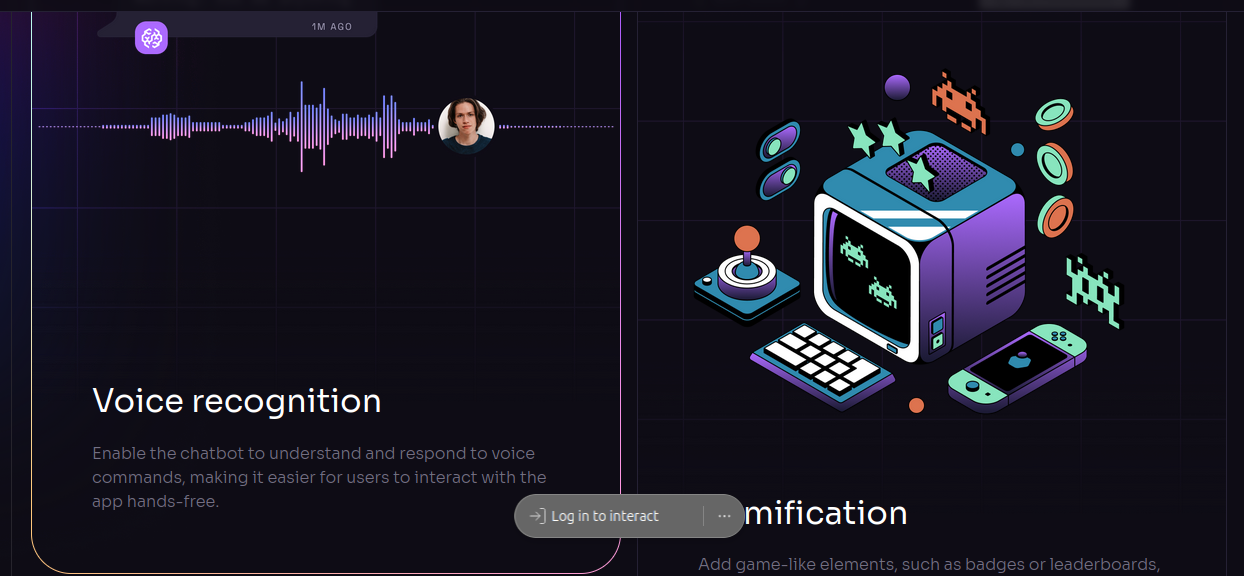 1M AGO
Voice recognition
Enable the chatbot to understand and respond to voice
commands, making it easier for users to interact with the
app hands-free.
Log in to interact
mification
Add game-like elements, such as badges or leaderboards,